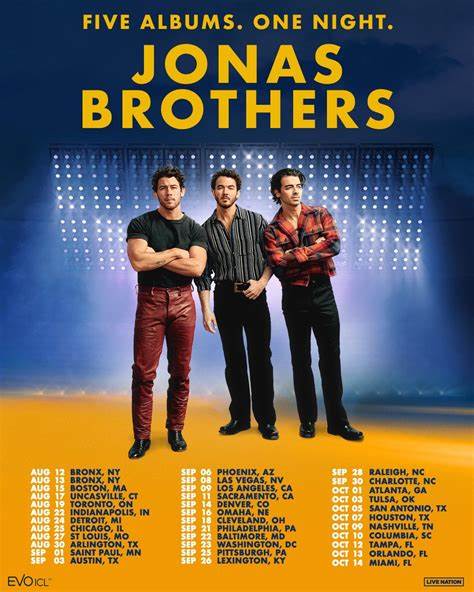 FIVE ALBUMS. ONE NIGHT.
JONAS
BROTHERS
AUG 12 BRONX, NY
AUG 13 BRONX, NY
AUG 15 BOSTON, MA
AUG 17 UNCASVILLE, CT
AUG 19 TORONTO, ON
AUG 22 INDIANAPOLIS, IN
AUG 24 DETROIT, MI
AUG 25 CHICAGO, IL
AUG 27 ST LOUIS, MO
AUG 30 ARLINGTON, TX
SEP 01 SAINT PAUL, MN
SEP 03 AUSTIN, TX
SEP 06 PHOENIX, AZ
SEP 08 LAS VEGAS, NV
SEP 09 LOS ANGELES, CA
SEP 11 SACRAMENTO, CA
SEP 14 DENVER, CO
SEP 16 OMAHA, NE
SEP 18 CLEVELAND, OH
SEP 21 PHILADELPHIA, PA
SEP 22 BALTIMORE, MD
SEP 23 WASHINGTON, DC
SEP 25 PITTSBURGH, PA
SEP 26 LEXINGTON, KY
SEP 28 RALEIGH, NC
SEP 30 CHARLOTTE, NC
OCT 01 ATLANTA, GA
OCT 03 TULSA, OK
OCT 05 SAN ANTONIO, TX
OCT 07 HOUSTON, TX
OCT 09 NASHVILLE, TN
OCT 10 COLUMBIA, SC
OCT 12 TAMPA, FL
OCT 13 ORLANDO, FL
OCT 14 MIAMI, FL
EVO ICL™
LIVE NATION